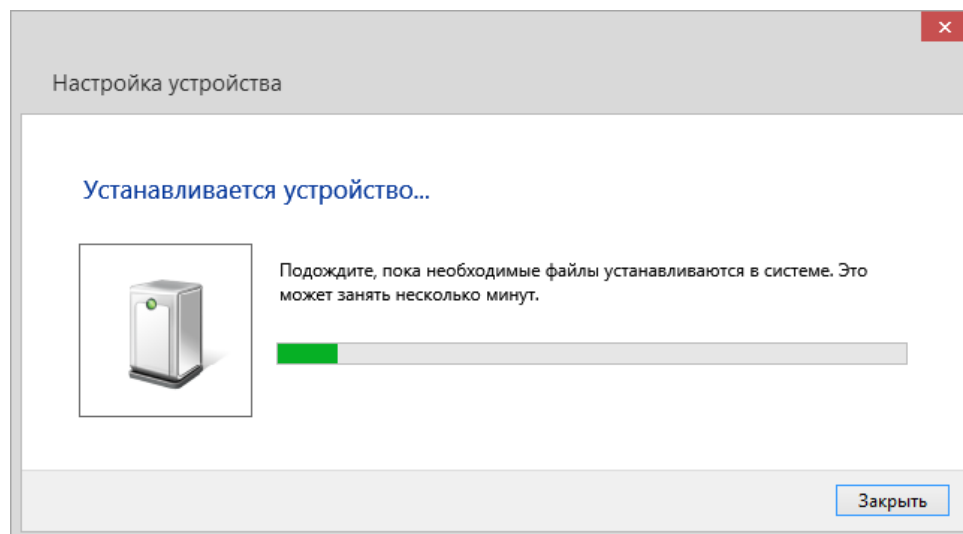 Настройка устройства
Устанавливается устройство...
Подождите, пока необходимые файлы устанавливаются в системе. Это
может занять несколько минут.
Закрыть